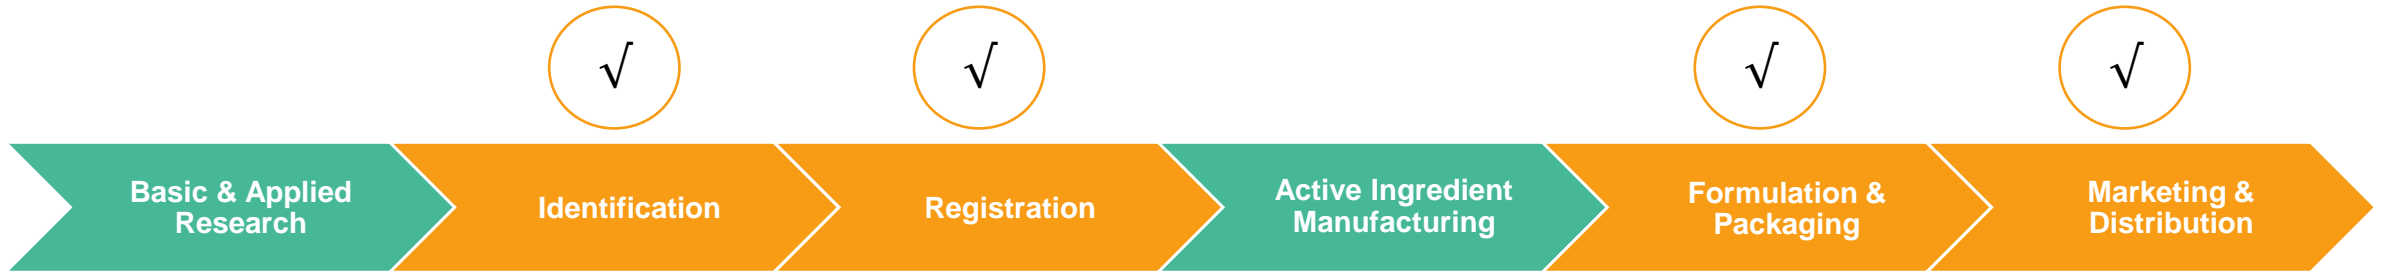 √
√
√
√
Basic & Applied
Research
Identification
Registration
Active Ingredient
Manufacturing
Formulation &
Packaging
Marketing &
Distribution